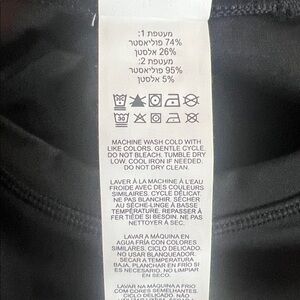 מעטפת 1:
74% פוליאסטר
26% אלסטן
מעטפת 2:
95% פוליאסטר
5% אלסטן
30 30
MACHINE WASH COLD WITH
LIKE COLORS. GENTLE CYCLE.
DO NOT BLEACH. TUMBLE DRY
LOW. COOL IRON IF NEEDED.
DO NOT DRY CLEAN.
LAVER À LA MACHINE À L'EAU
FROIDE AVEC DES COULEURS
SIMILAIRES. CYCLE DÉLICAT.
NE PAS BLANCHIR. SÉCHER
AU SÈCHE-LINGE À BASSE
TEMPÉRATURE. REPASSER À
FER TIÈDE SI BESOIN. NE PAS
NETTOYER À SEC.
LAVAR A MÁQUINA EN
AGUA FRÍA CON COLORES
SIMILARES. CICLO DELICADO.
NO USAR BLANQUEADOR.
SECAR A TEMPERATURA
BAJA. PLANCHAR EN FRÍO SI
ES NECESARIO. NO LIMPIAR
EN SECO.
LAVAR NA MÁQUINA A FRIO
COM CORES SEMELHANTES.
CICLO DELICADO. NÃO